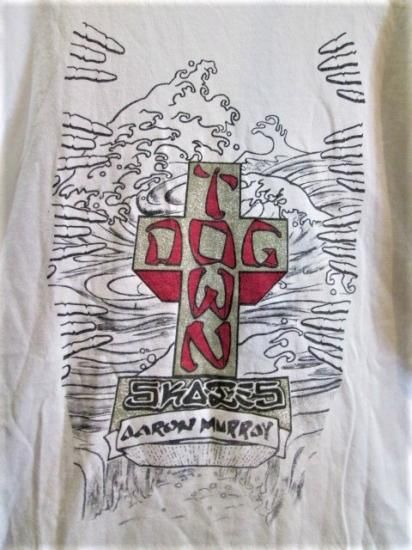 DOG
TOWN
SKATES
AARON MURRAY